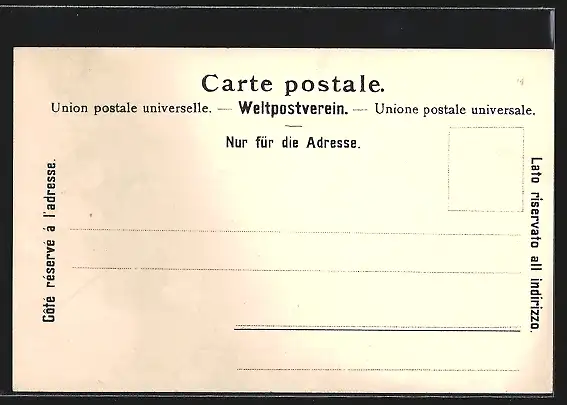 Carte postale.
Union postale universelle. — Weltpostverein. — Unione postale universale.
Nur für die Adresse.
Côté réservé á l'adresse.
Lato riservato all indirizzo.